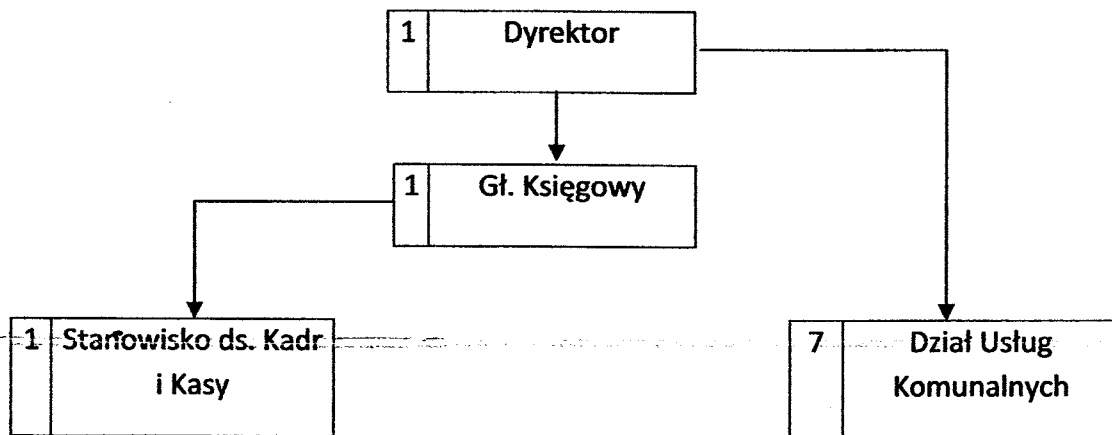 1 Dyrektor
1 Gł. Księgowy
1 Stanowisko ds. Kadr
i Kasy
7 Dział Usług
Komunalnych